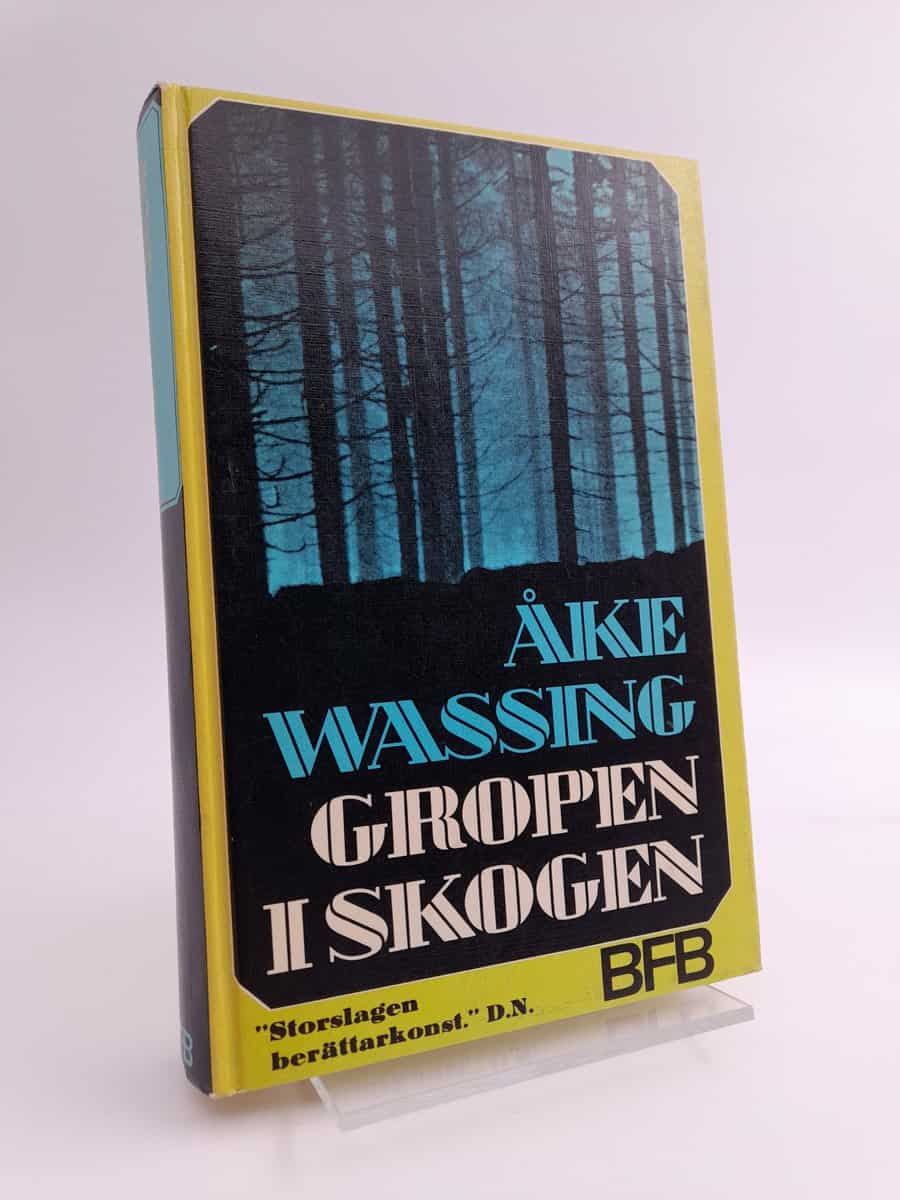 ÅKE
WASSING
GROPEN
I SKOGEN
BFB
"Storslagen
berättarkonst." D.N.